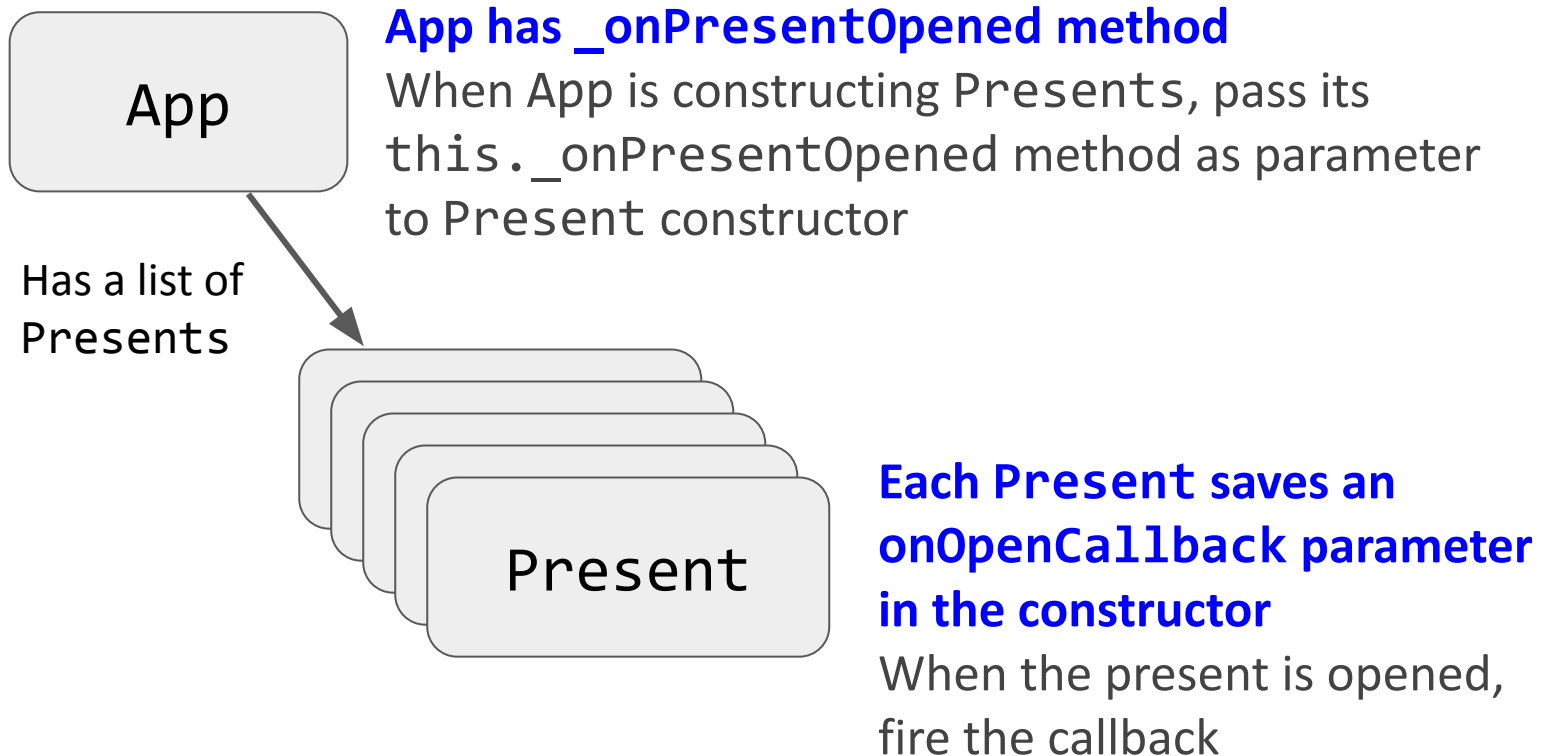 App
App has _onPresentOpened method
When App is constructing Presents, pass its
this._onPresentOpened method as parameter
to Present constructor
Has a list of
Presents
Present
Each Present saves an
onOpenCallback parameter
in the constructor
When the present is opened,
fire the callback